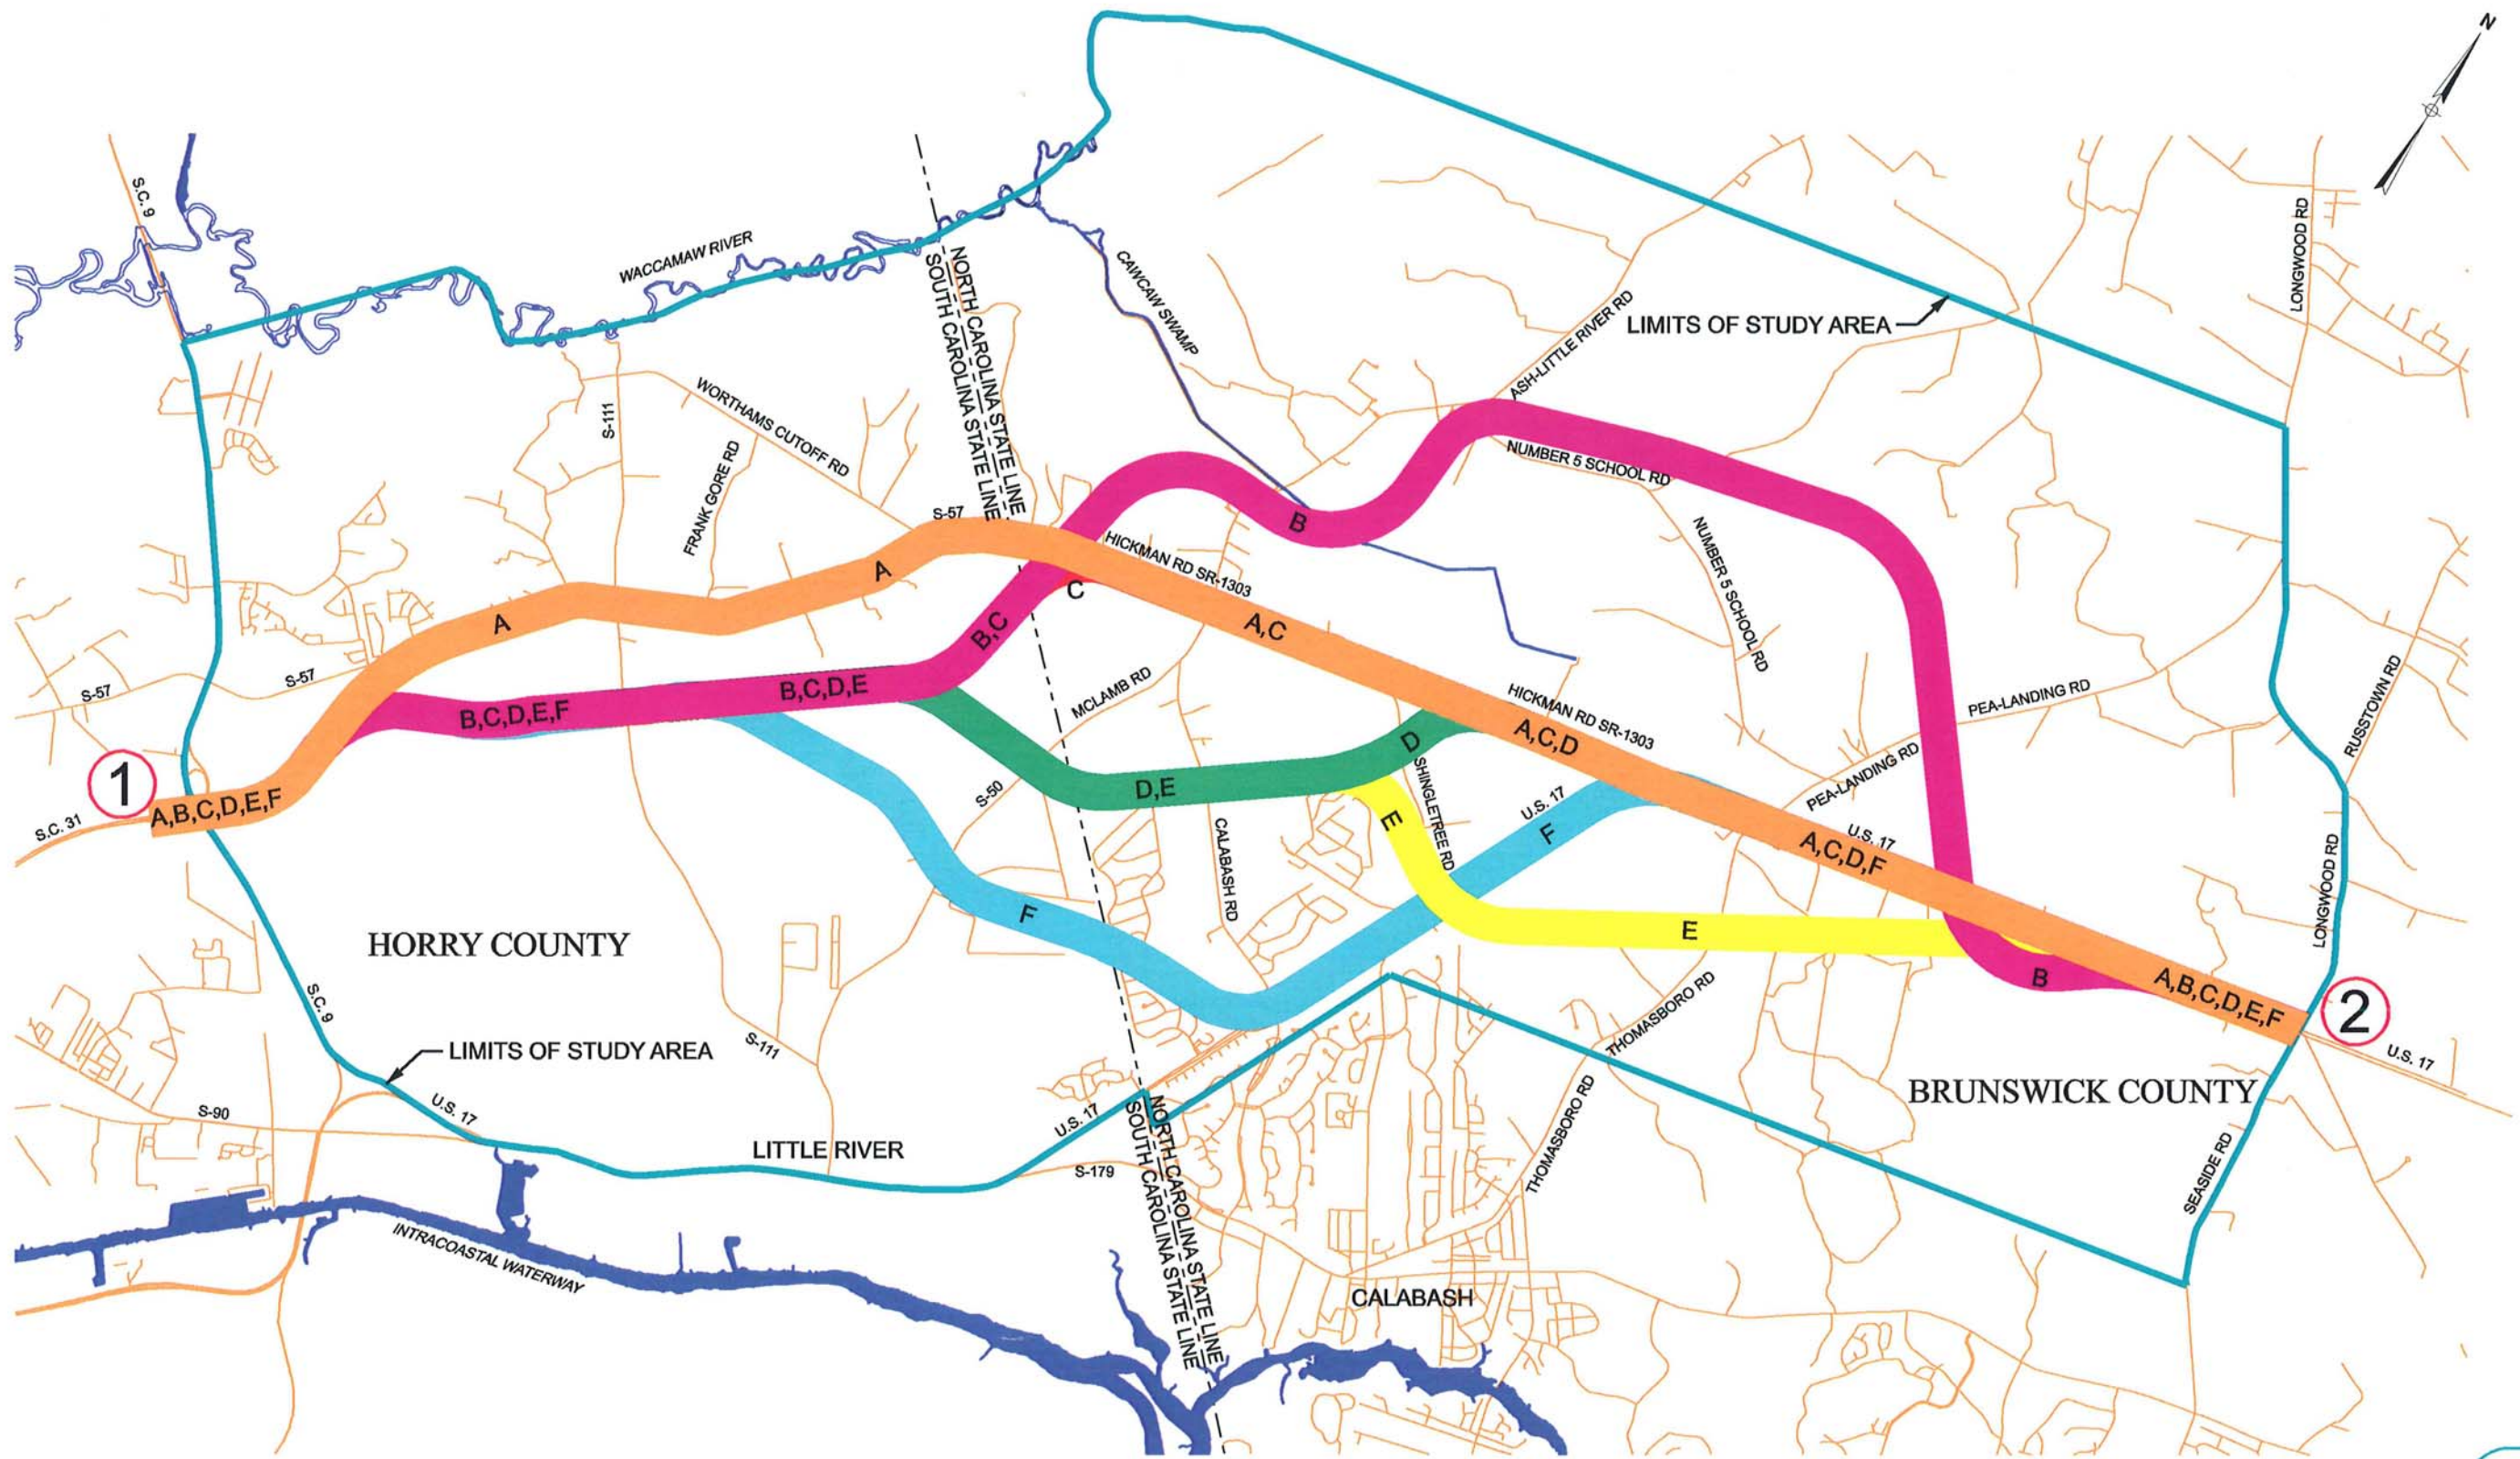 N
S.C. 9
WACCAMAW RIVER
NORTH CAROLINA STATE LINE
SOUTH CAROLINA STATE LINE
CAWCAW SWAMP
LONGWOOD RD
LIMITS OF STUDY AREA
ASH-LITTLE RIVER RD
WORTHAMS CUTOFF RD
S-111
FRANK GORE RD
NUMBER 5 SCHOOL RD
S-57
B
HICKMAN RD SR-1303
NUMBER 5 SCHOOL RD
A
C
A
B,C
A,C
S-57
S-57
B,C,D,E
B,C,D,E,F
MCLAMB RD
HICKMAN RD SR-1303
PEA-LANDING RD
RUSSTOWN RD
A,C,D
D
1
A,B,C,D,E,F
S.C. 31
S-50
D,E
SHINGLETREE RD
PEA-LANDING RD
U.S. 17
E
F
U.S. 17
A,C,D,F
CALABASH RD
LONGWOOD RD
F
E
HORRY COUNTY
B
A,B,C,D,E,F
2
S.C. 9
THOMASBORO RD
LIMITS OF STUDY AREA
S-111
U.S. 17
BRUNSWICK COUNTY
S-90
U.S. 17
U.S. 17
LITTLE RIVER
S-179
NORTH CAROLINA STATE LINE
SOUTH CAROLINA STATE LINE
THOMASBORO RD
SEASIDE RD
INTRACOASTAL WATERWAY
CALABASH